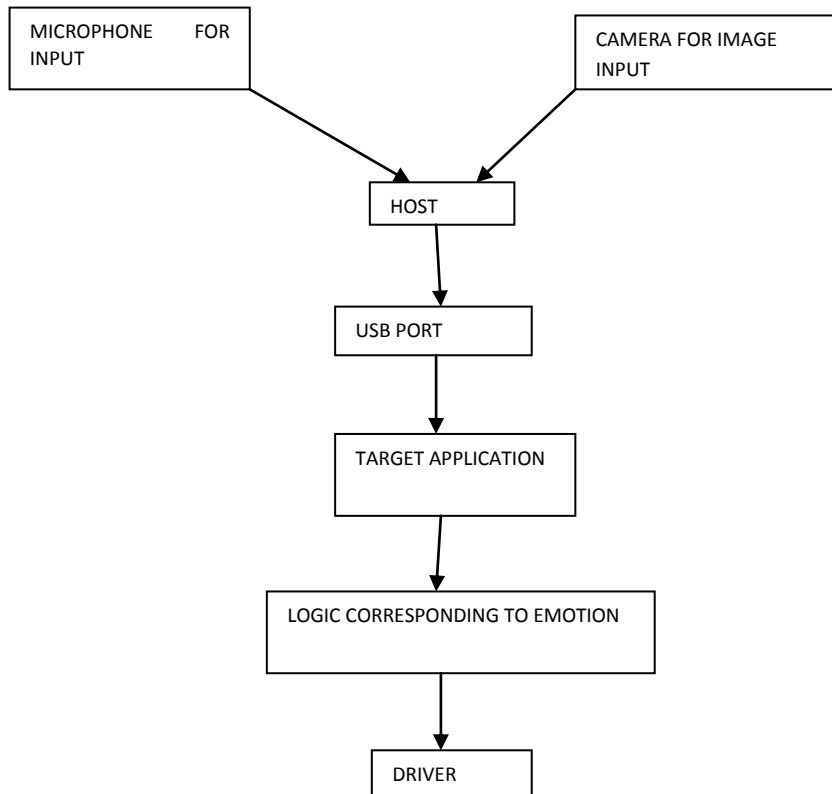 MICROPHONE FOR
INPUT
CAMERA FOR IMAGE
INPUT
HOST
USB PORT
TARGET APPLICATION
LOGIC CORRESPONDING TO EMOTION
DRIVER